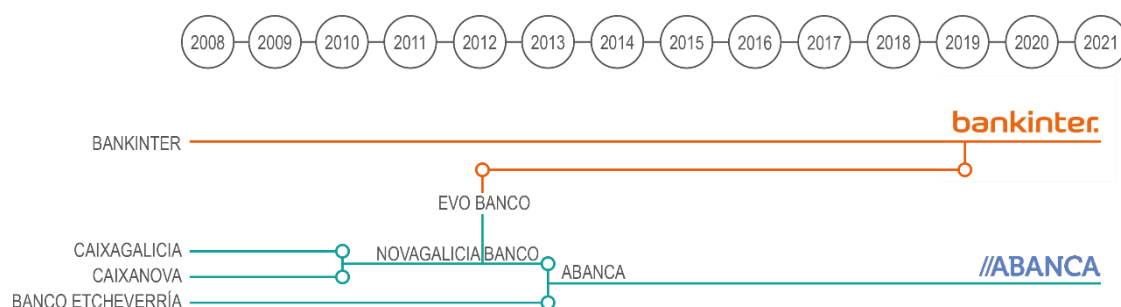 2008 2009 2010 2011 2012 2013 2014 2015 2016 2017 2018 2019 2020 2021
bankinter.
BANKINTER
EVO BANCO
CAIXAGALICIA
NOVAGALICIA BANCO
CAIXANOVA
ABANCA
//ABANCA
BANCO ETCHEVERRÍA